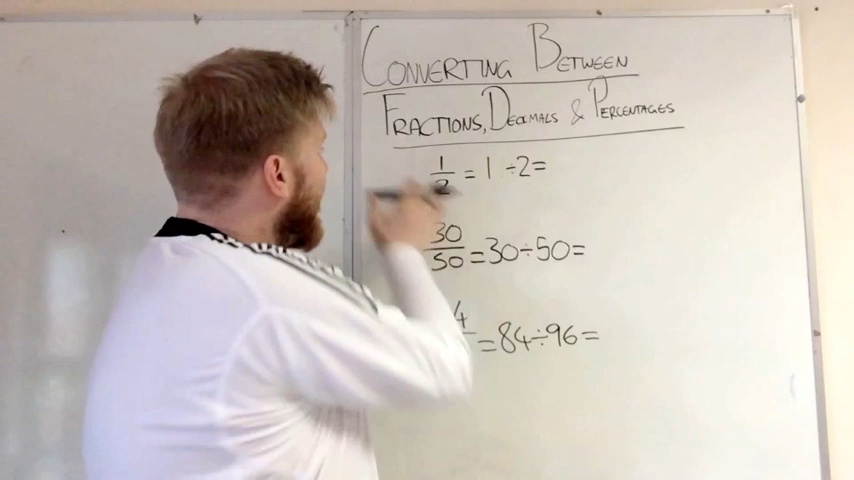 CONVERTING BETWEEN
FRACTIONS, DECIMALS & PERCENTAGES
1/2 = 1 ÷ 2 =
30/50 = 30 ÷ 50 =
= 84 ÷ 96 =